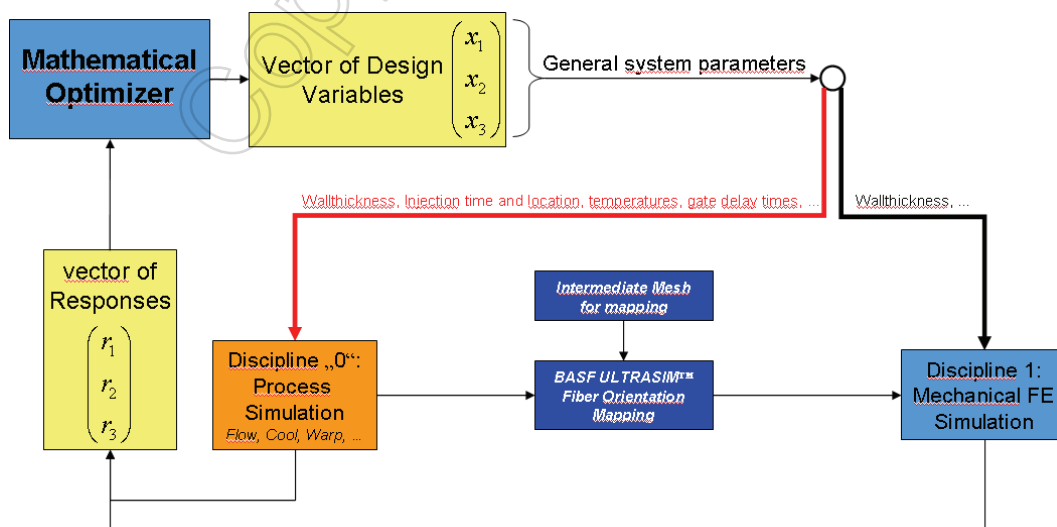 Cop
Mathematical
Optimizer
Vector of Design
Variables
x1
x2
x3
General system parameters
Wallthickness, Injection time and location, temperatures, gate delay times, ...
Wallthickness, ...
vector of
Responses
r1
r2
r3
Intermediate Mesh
for mapping
Discipline „0“:
Process
Simulation
Flow, Cool, Warp, ...
BASF ULTRASIM™
Fiber Orientation
Mapping
Discipline 1:
Mechanical FE
Simulation